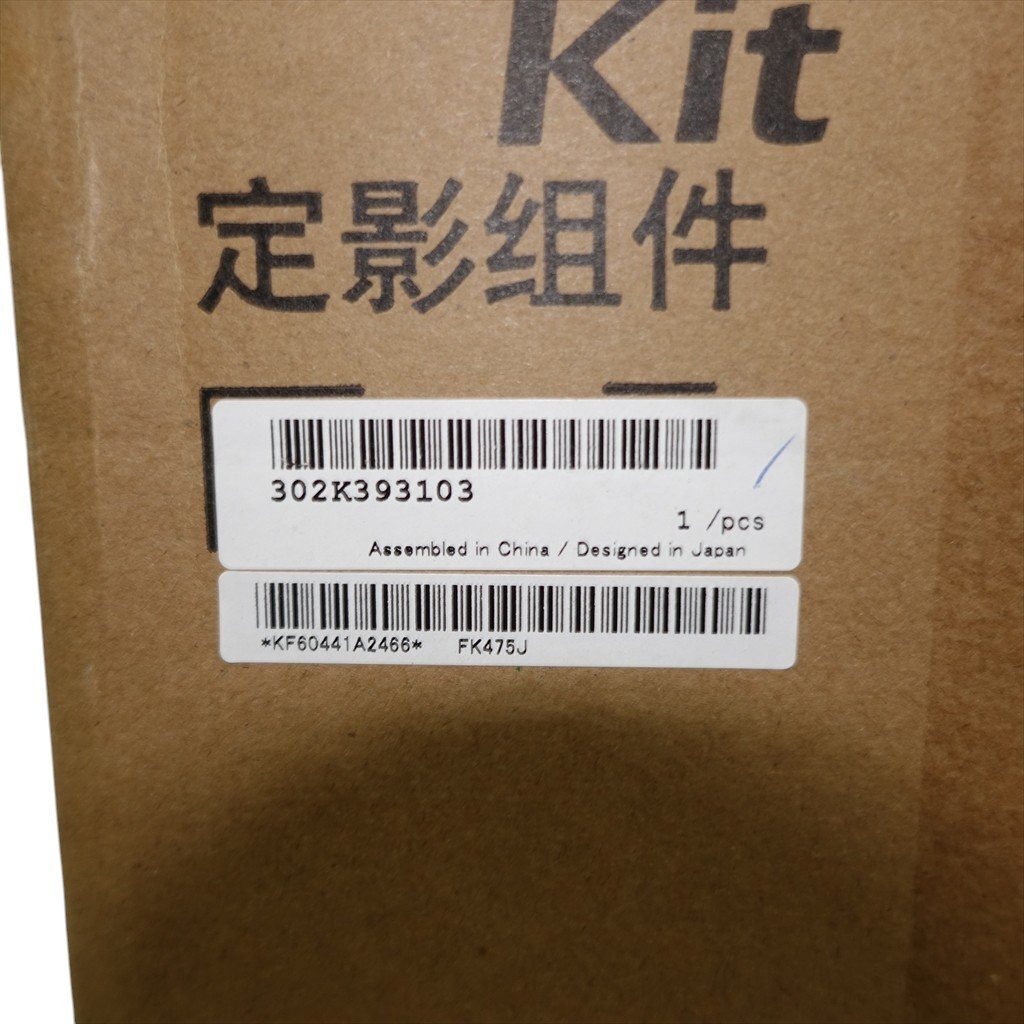 Kit
定影组件
302K393103
1 /pcs
Assembled in China / Designed in Japan
*KF60441A2466* FK475J